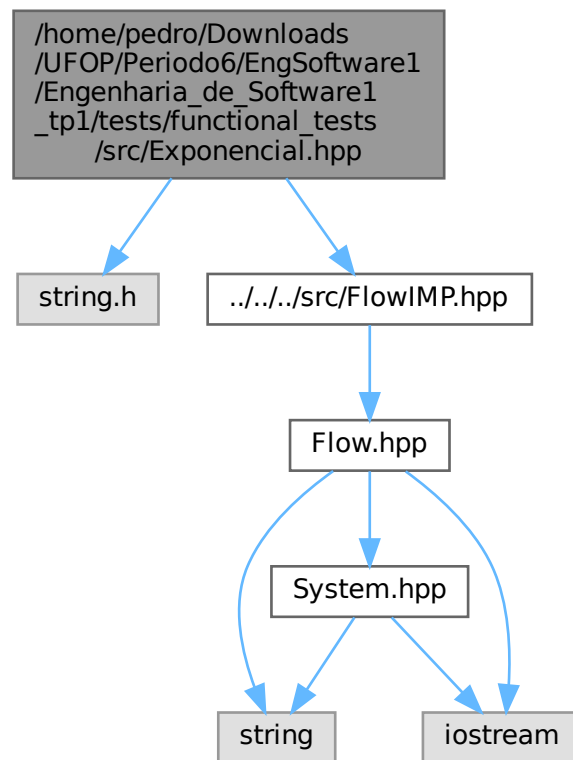 /home/pedro/Downloads
/UFOP/Periodo6/EngSoftware1
/Engenharia_de_Software1
_tp1/tests/functional_tests
/src/Exponencial.hpp
string.h
../../../src/FlowIMP.hpp
Flow.hpp
System.hpp
string
iostream